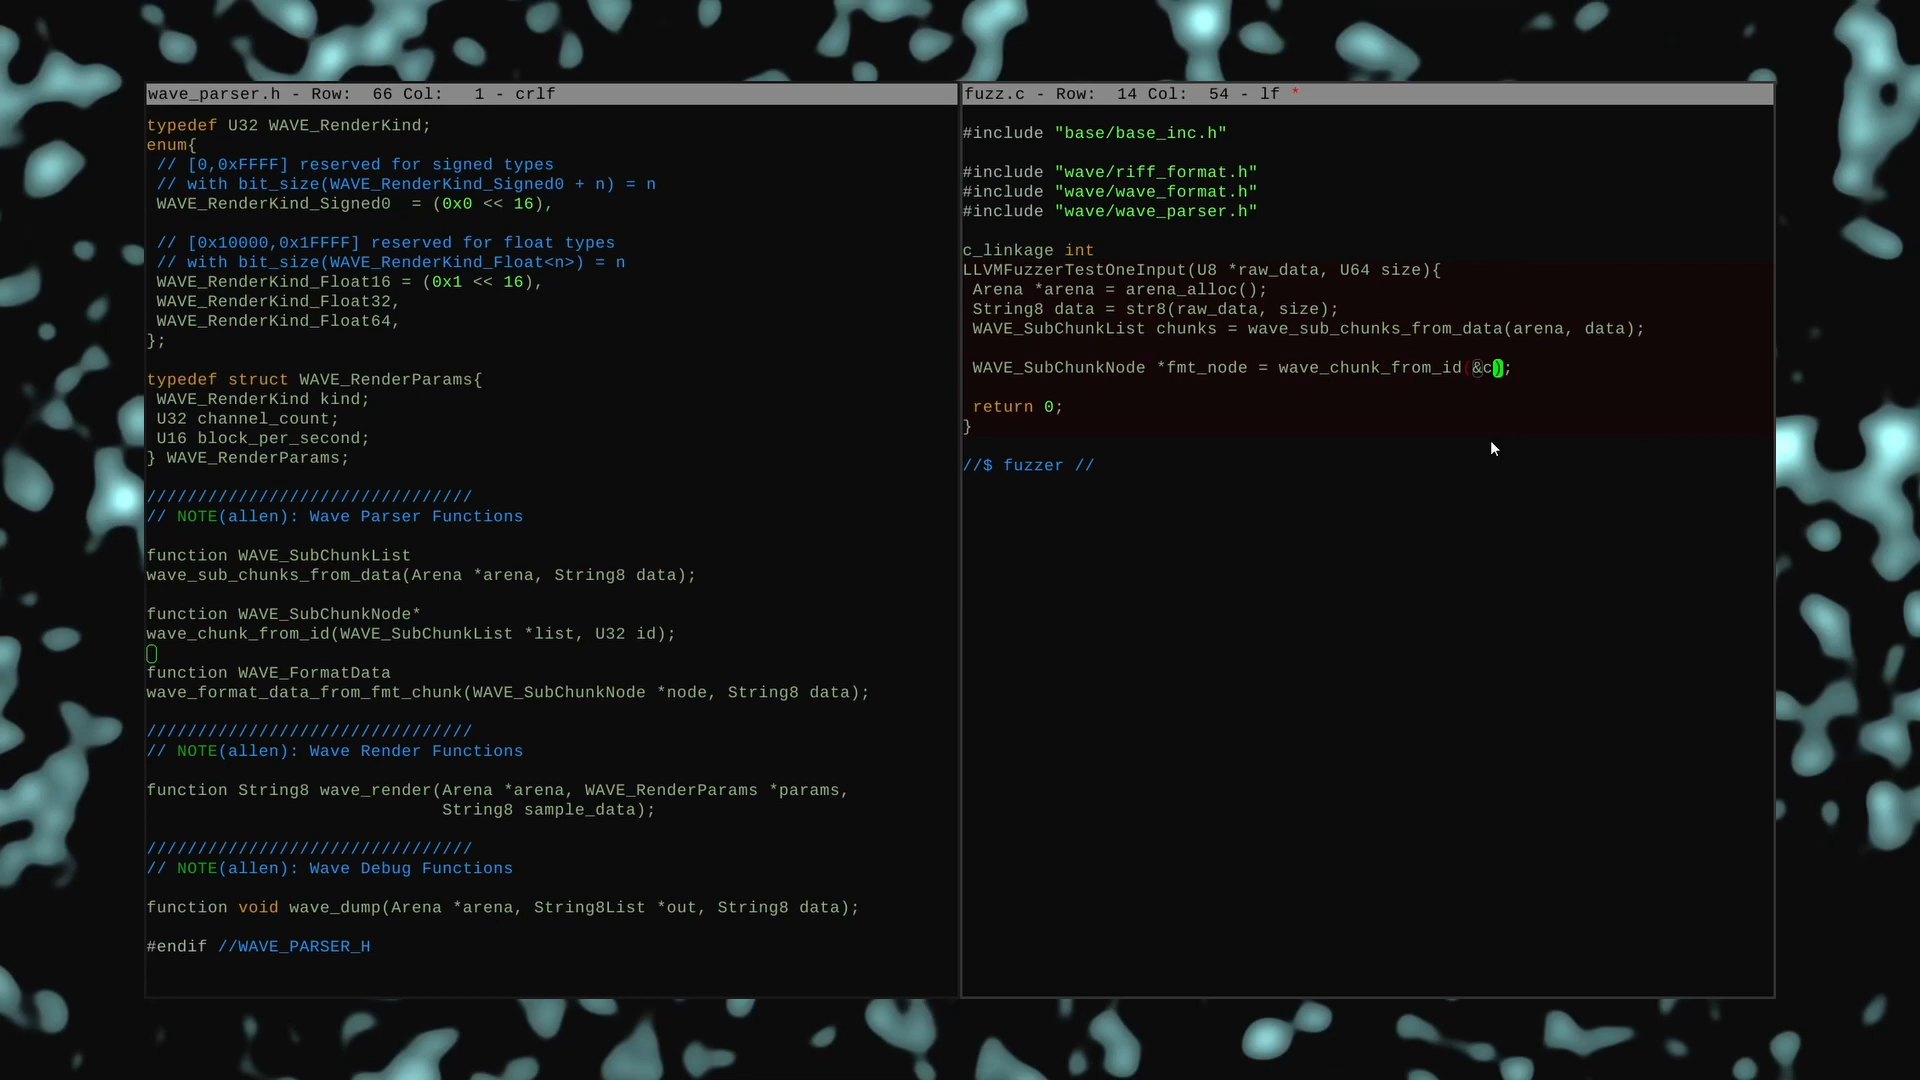 wave_parser.h - Row:  66 Col:   1 - crlf
typedef U32 WAVE_RenderKind;
enum{
 // [0,0xFFFF] reserved for signed types
 // with bit_size(WAVE_RenderKind_Signed0 + n) = n
 WAVE_RenderKind_Signed0  = (0x0 << 16),
 // [0x10000,0x1FFFF] reserved for float types
 // with bit_size(WAVE_RenderKind_Float<n>) = n
 WAVE_RenderKind_Float16 = (0x1 << 16),
 WAVE_RenderKind_Float32,
 WAVE_RenderKind_Float64,
};
typedef struct WAVE_RenderParams{
 WAVE_RenderKind kind;
 U32 channel_count;
 U16 block_per_second;
} WAVE_RenderParams;
////////////////////////////////
// NOTE(allen): Wave Parser Functions
function WAVE_SubChunkList
wave_sub_chunks_from_data(Arena *arena, String8 data);
function WAVE_SubChunkNode*
wave_chunk_from_id(WAVE_SubChunkList *list, U32 id);
function WAVE_FormatData
wave_format_data_from_fmt_chunk(WAVE_SubChunkNode *node, String8 data);
////////////////////////////////
// NOTE(allen): Wave Render Functions
function String8 wave_render(Arena *arena, WAVE_RenderParams *params,
                             String8 sample_data);
////////////////////////////////
// NOTE(allen): Wave Debug Functions
function void wave_dump(Arena *arena, String8List *out, String8 data);
#endif //WAVE_PARSER_H
fuzz.c - Row:  14 Col:  54 - lf *
#include "base/base_inc.h"
#include "wave/riff_format.h"
#include "wave/wave_format.h"
#include "wave/wave_parser.h"
c_linkage int
LLVMFuzzerTestOneInput(U8 *raw_data, U64 size){
 Arena *arena = arena_alloc();
 String8 data = str8(raw_data, size);
 WAVE_SubChunkList chunks = wave_sub_chunks_from_data(arena, data);
 WAVE_SubChunkNode *fmt_node = wave_chunk_from_id(&c);
 return 0;
}
//$ fuzzer //